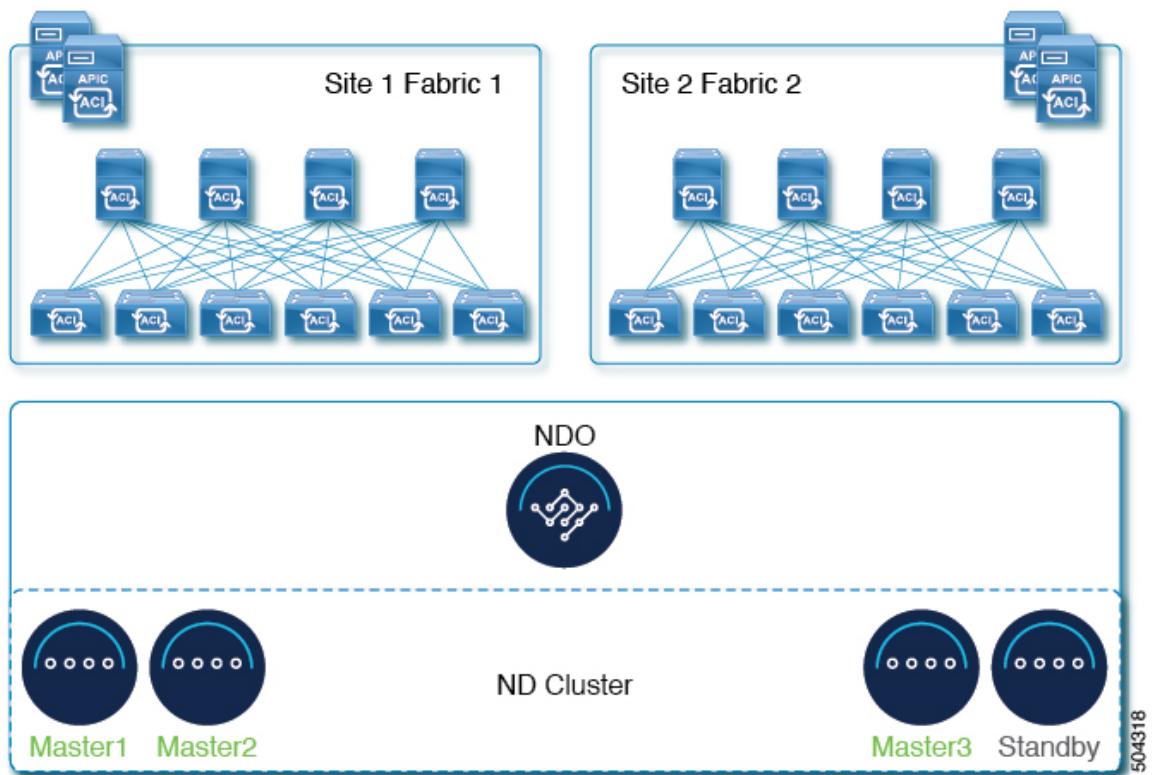 AP
APIC
ACI
Site 1 Fabric 1
Site 2 Fabric 2
AP
APIC
ACI
ACI ACI ACI ACI
ACI ACI ACI ACI
ACI ACI ACI ACI ACI ACI
ACI ACI ACI ACI ACI ACI
NDO
ND Cluster
Master1 Master2
Master3 Standby
504318